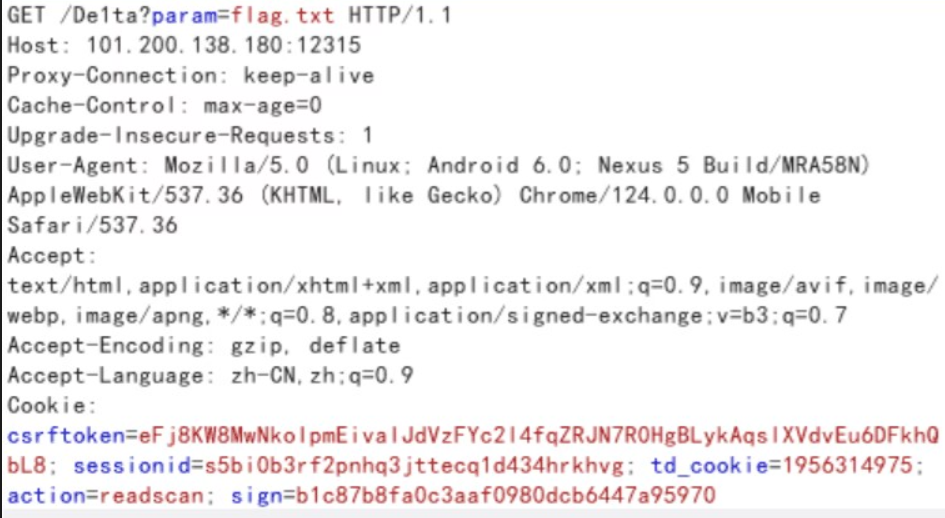 GET /De1ta?param=flag.txt HTTP/1.1
Host: 101.200.138.180:12315
Proxy-Connection: keep-alive
Cache-Control: max-age=0
Upgrade-Insecure-Requests: 1
User-Agent: Mozilla/5.0 (Linux; Android 6.0; Nexus 5 Build/MRA58N)
AppleWebKit/537.36 (KHTML, like Gecko) Chrome/124.0.0.0 Mobile
Safari/537.36
Accept:
text/html,application/xhtml+xml,application/xml;q=0.9,image/avif,image/
webp,image/apng,*/*;q=0.8,application/signed-exchange;v=b3;q=0.7
Accept-Encoding: gzip, deflate
Accept-Language: zh-CN,zh;q=0.9
Cookie:
csrftoken=eFj8KW8MwNkolpmEivalJdVzFYc2l4fqZRJN7ROHgBLykAqslXVdvEu6DFkhQ
bL8; sessionid=s5bi0b3rf2pnhq3jttecq1d434hrkhvg; td_cookie=1956314975;
action=readscan; sign=b1c87b8fa0c3aaf0980dcb6447a95970